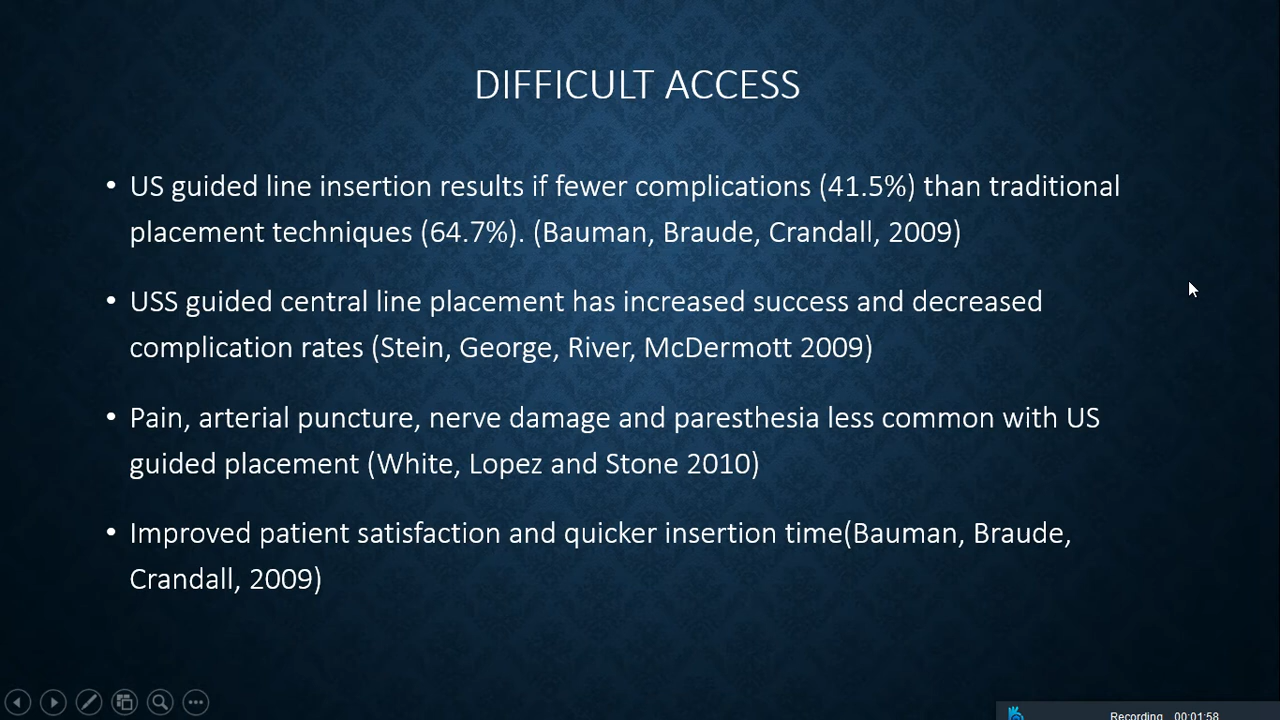 DIFFICULT ACCESS
• US guided line insertion results if fewer complications (41.5%) than traditional
placement techniques (64.7%). (Bauman, Braude, Crandall, 2009)
• USS guided central line placement has increased success and decreased
complication rates (Stein, George, River, McDermott 2009)
• Pain, arterial puncture, nerve damage and paresthesia less common with US
guided placement (White, Lopez and Stone 2010)
• Improved patient satisfaction and quicker insertion time(Bauman, Braude,
Crandall, 2009)
Recording 00:01:58